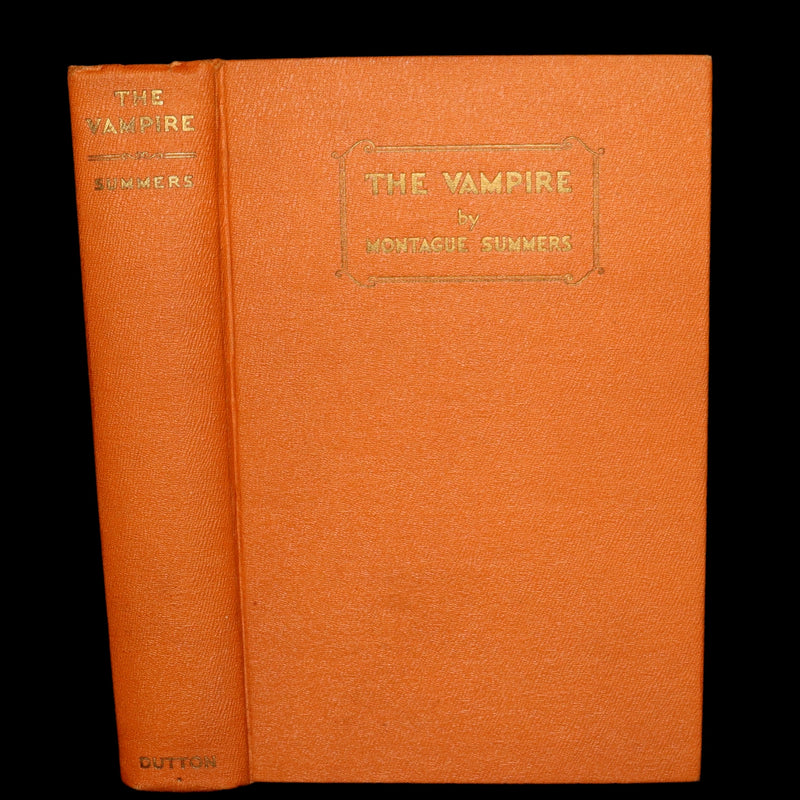 THE
VAMPIRE
SUMMERS
DUTTON
THE VAMPIRE
by
MONTAGUE SUMMERS